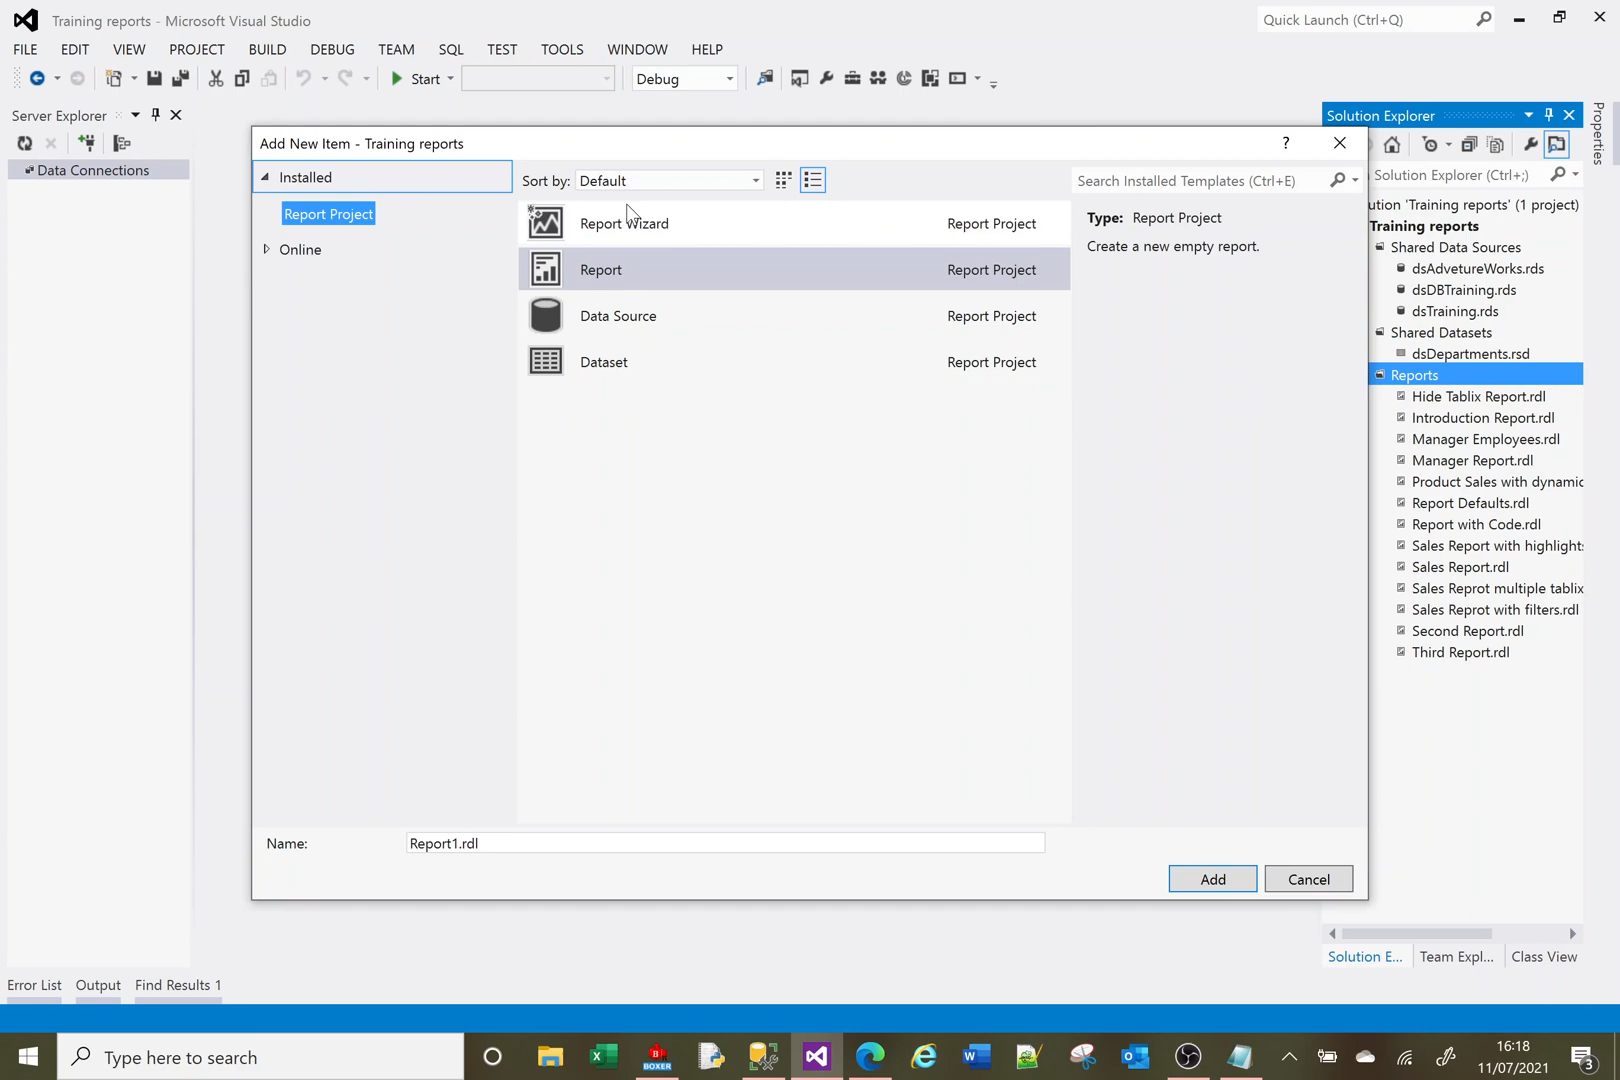 Training reports - Microsoft Visual Studio
Quick Launch (Ctrl+Q)
FILE EDIT VIEW PROJECT BUILD DEBUG TEAM SQL TEST TOOLS WINDOW HELP
Start Debug
Server Explorer
Data Connections
Add New Item - Training reports
?
Installed
Report Project
Online
Sort by: Default
Search Installed Templates (Ctrl+E)
Report Wizard Report Project
Report Report Project
Data Source Report Project
Dataset Report Project
Type: Report Project
Create a new empty report.
Name: Report1.rdl
Add Cancel
Solution Explorer
Properties
Solution Explorer (Ctrl+;)
ution 'Training reports' (1 project)
Training reports
Shared Data Sources
dsAdvetureWorks.rds
dsDBTraining.rds
dsTraining.rds
Shared Datasets
dsDepartments.rsd
Reports
Hide Tablix Report.rdl
Introduction Report.rdl
Manager Employees.rdl
Manager Report.rdl
Product Sales with dynamic
Report Defaults.rdl
Report with Code.rdl
Sales Report with highlights
Sales Report.rdl
Sales Reprot multiple tablix
Sales Reprot with filters.rdl
Second Report.rdl
Third Report.rdl
Solution E... Team Expl... Class View
Error List Output Find Results 1
Type here to search
BOXER
16:18
11/07/2021
3